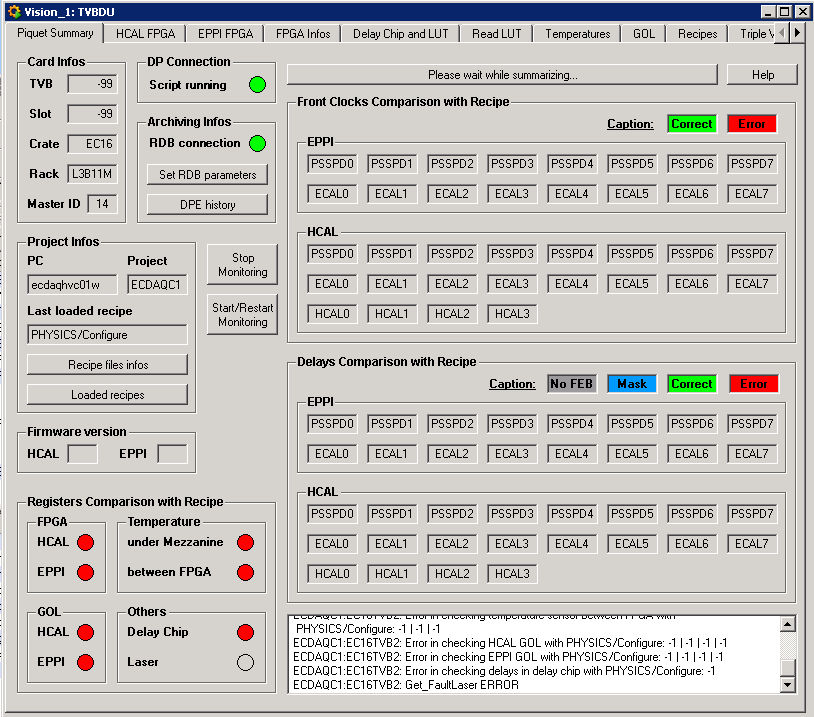 Vision_1: TVBDU
Piquet Summary HCAL FPGA EPPI FPGA FPGA Infos Delay Chip and LUT Read LUT Temperatures GOL Recipes Triple
Card Infos
TVB -99
Slot -99
Crate EC16
Rack L3B11M
Master ID 14
DP Connection
Script running
Archiving Infos
RDB connection
Set RDB parameters
DPE history
Please wait while summarizing... Help
Front Clocks Comparison with Recipe
Caption: Correct Error
EPPI
PSSPD0 PSSPD1 PSSPD2 PSSPD3 PSSPD4 PSSPD5 PSSPD6 PSSPD7
ECAL0 ECAL1 ECAL2 ECAL3 ECAL4 ECAL5 ECAL6 ECAL7
HCAL
PSSPD0 PSSPD1 PSSPD2 PSSPD3 PSSPD4 PSSPD5 PSSPD6 PSSPD7
ECAL0 ECAL1 ECAL2 ECAL3 ECAL4 ECAL5 ECAL6 ECAL7
HCAL0 HCAL1 HCAL2 HCAL3
Project Infos
PC Project
ecdaqhvc01w ECDAQC1
Last loaded recipe
PHYSICS/Configure
Recipe files infos
Loaded recipes
Stop
Monitoring
Start/Restart
Monitoring
Firmware version
HCAL EPPI
Delays Comparison with Recipe
Caption: No FEB Mask Correct Error
EPPI
PSSPD0 PSSPD1 PSSPD2 PSSPD3 PSSPD4 PSSPD5 PSSPD6 PSSPD7
ECAL0 ECAL1 ECAL2 ECAL3 ECAL4 ECAL5 ECAL6 ECAL7
HCAL
PSSPD0 PSSPD1 PSSPD2 PSSPD3 PSSPD4 PSSPD5 PSSPD6 PSSPD7
ECAL0 ECAL1 ECAL2 ECAL3 ECAL4 ECAL5 ECAL6 ECAL7
HCAL0 HCAL1 HCAL2 HCAL3
Registers Comparison with Recipe
FPGA
HCAL
EPPI
Temperature
under Mezzanine
between FPGA
GOL
HCAL
EPPI
Others
Delay Chip
Laser
ECDAQC1:EC16TVB2: Error in checking temperature sensor between FPGA with
PHYSICS/Configure: -1 | -1 | -1
ECDAQC1:EC16TVB2: Error in checking HCAL GOL with PHYSICS/Configure: -1 | -1 | -1 | -1
ECDAQC1:EC16TVB2: Error in checking EPPI GOL with PHYSICS/Configure: -1 | -1 | -1 | -1
ECDAQC1:EC16TVB2: Error in checking delays in delay chip with PHYSICS/Configure: -1
ECDAQC1:EC16TVB2: Get_FaultLaser ERROR